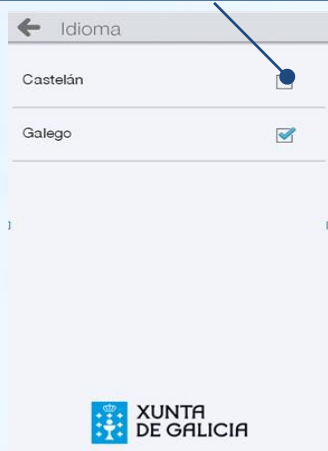 Idioma
Castelán
Galego
XUNTA
DE GALICIA